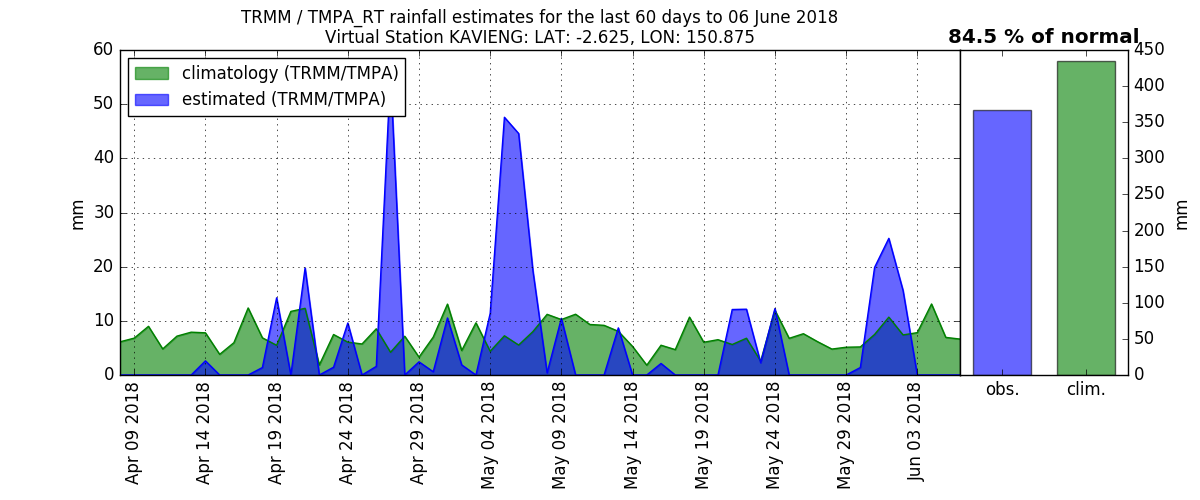 TRMM / TMPA_RT rainfall estimates for the last 60 days to 06 June 2018
Virtual Station KAVIENG: LAT: -2.625, LON: 150.875
84.5 % of normal
climatology (TRMM/TMPA)
estimated (TRMM/TMPA)
60
50
40
30
20
10
0
mm
450
400
350
300
250
200
150
100
50
0
mm
Apr 09 2018
Apr 14 2018
Apr 19 2018
Apr 24 2018
Apr 29 2018
May 04 2018
May 09 2018
May 14 2018
May 19 2018
May 24 2018
May 29 2018
Jun 03 2018
obs.
clim.